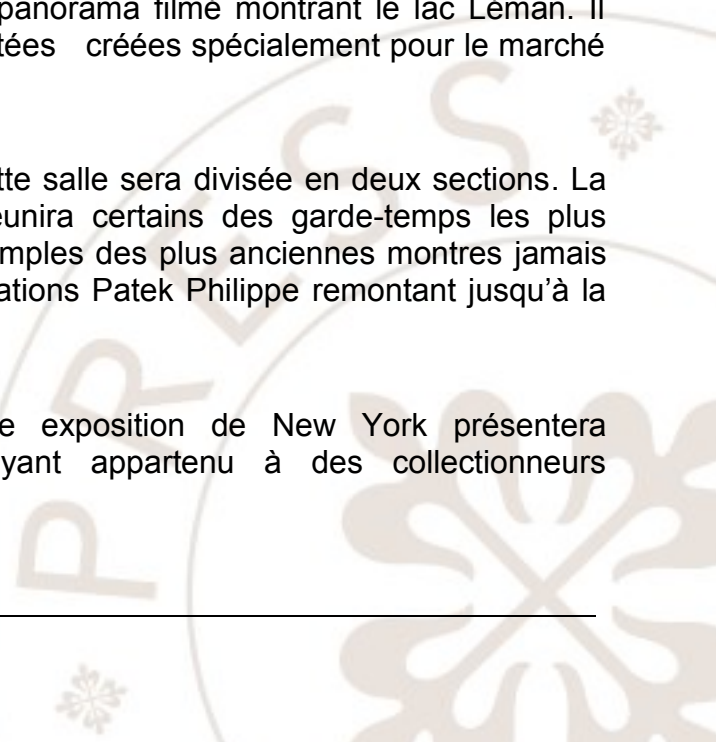 panorama filmé montrant le lac Léman. Il
tées créées spécialement pour le marché
tte salle sera divisée en deux sections. La
eunira certains des garde-temps les plus
mples des plus anciennes montres jamais
ations Patek Philippe remontant jusqu'à la
e exposition de New York présentera
yant appartenu à des collectionneurs
PRESS